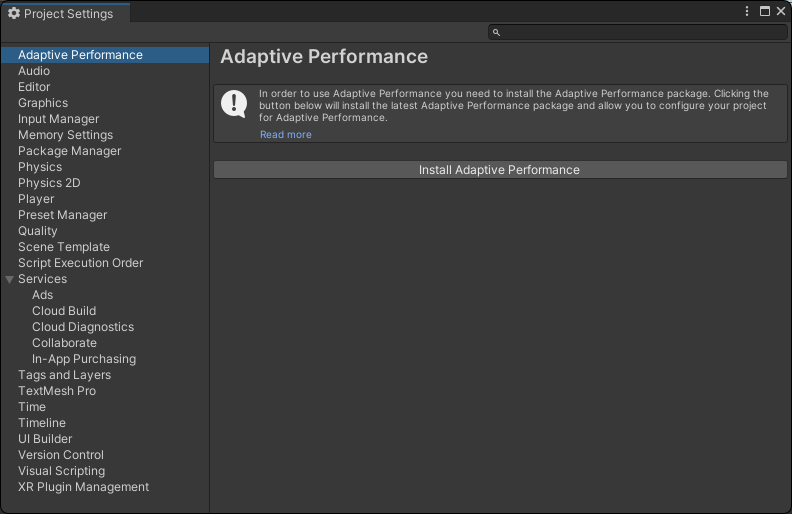 Project Settings
Adaptive Performance
Audio
Editor
Graphics
Input Manager
Memory Settings
Package Manager
Physics
Physics 2D
Player
Preset Manager
Quality
Scene Template
Script Execution Order
Services
Ads
Cloud Build
Cloud Diagnostics
Collaborate
In-App Purchasing
Tags and Layers
TextMesh Pro
Time
Timeline
UI Builder
Version Control
Visual Scripting
XR Plugin Management
Adaptive Performance
In order to use Adaptive Performance you need to install the Adaptive Performance package. Clicking the
button below will install the latest Adaptive Performance package and allow you to configure your project
for Adaptive Performance.
Read more
Install Adaptive Performance